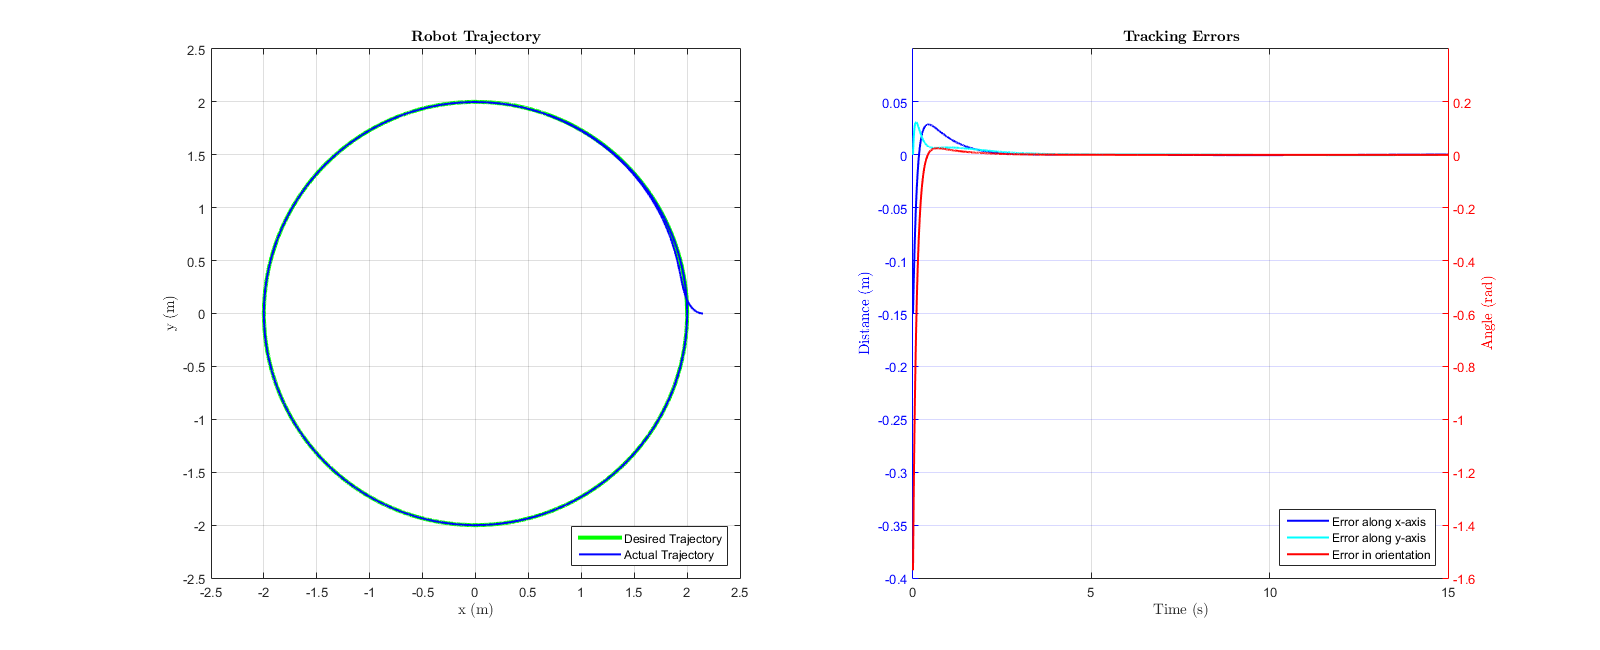 Robot Trajectory
2.5
2
1.5
1
0.5
0
-0.5
-1
-1.5
-2
-2.5
y (m)
-2.5 -2 -1.5 -1 -0.5 0 0.5 1 1.5 2 2.5
x (m)
Desired Trajectory
Actual Trajectory
Tracking Errors
0.05
0
-0.05
-0.1
-0.15
-0.2
-0.25
-0.3
-0.35
-0.4
Distance (m)
0.2
0
-0.2
-0.4
-0.6
-0.8
-1
-1.2
-1.4
-1.6
Angle (rad)
0 5 10 15
Time (s)
Error along x-axis
Error along y-axis
Error in orientation